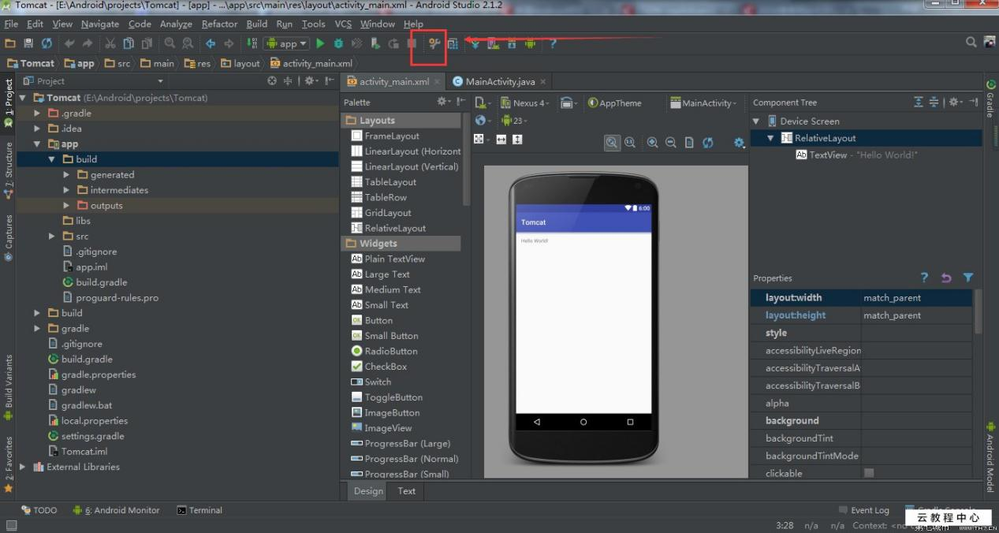 Tomcat - [E:\Android\projects\Tomcat] - [app] - ...\app\src\main\res\layout\activity_main.xml - Android Studio 2.1.2
File Edit View Navigate Code Analyze Refactor Build Run Tools VCS Window Help
app
Tomcat app src main res layout activity_main.xml
1: Project
7: Structure
Captures
Build Variants
2: Favorites
Project
Tomcat (E:\Android\projects\Tomcat)
.gradle
.idea
app
build
generated
intermediates
outputs
libs
src
.gitignore
app.iml
build.gradle
proguard-rules.pro
build
gradle
.gitignore
build.gradle
gradle.properties
gradlew
gradlew.bat
local.properties
settings.gradle
Tomcat.iml
External Libraries
activity_main.xml MainActivity.java
Palette
Layouts
FrameLayout
LinearLayout (Horizont
LinearLayout (Vertical)
TableLayout
TableRow
GridLayout
RelativeLayout
Widgets
Plain TextView
Large Text
Medium Text
Small Text
Button
Small Button
RadioButton
CheckBox
Switch
ToggleButton
ImageButton
ImageView
ProgressBar (Large)
ProgressBar (Normal)
ProgressBar (Small)
Design Text
Nexus 4 AppTheme MainActivity
23
6:00
Tomcat
Hello World!
Component Tree
Device Screen
RelativeLayout
Ab TextView - "Hello World!"
Properties
layout:width match_parent
layout:height match_parent
style
accessibilityLiveRegion
accessibilityTraversalA
accessibilityTraversalB
alpha
background
backgroundTint
backgroundTintMode
clickable
Gradle
Android Model
TODO 6: Android Monitor Terminal
Event Log
3:28 n/a n/a Context: <no
云教程中心